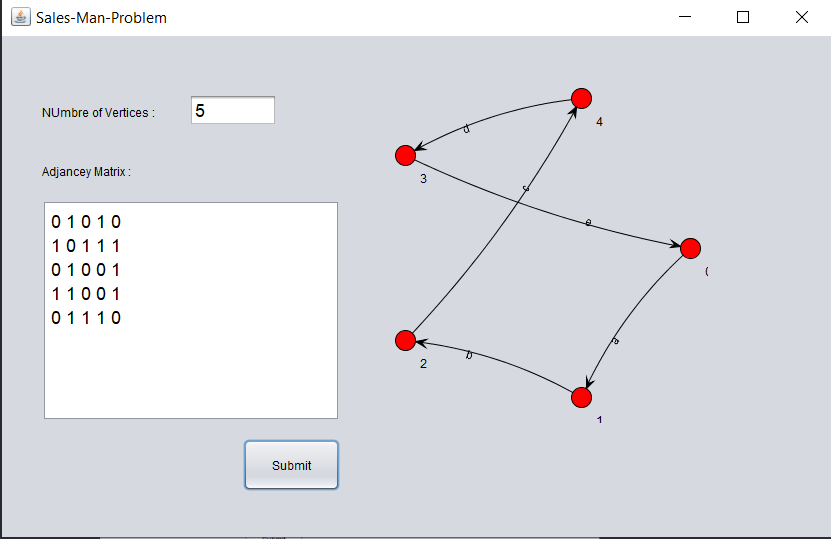 Sales-Man-Problem
NUmbre of Vertices :
5
Adjancey Matrix :
0 1 0 1 0
1 0 1 1 1
0 1 0 0 1
1 1 0 0 1
0 1 1 1 0
Submit
4
d
3
c
e
0
a
b
2
1